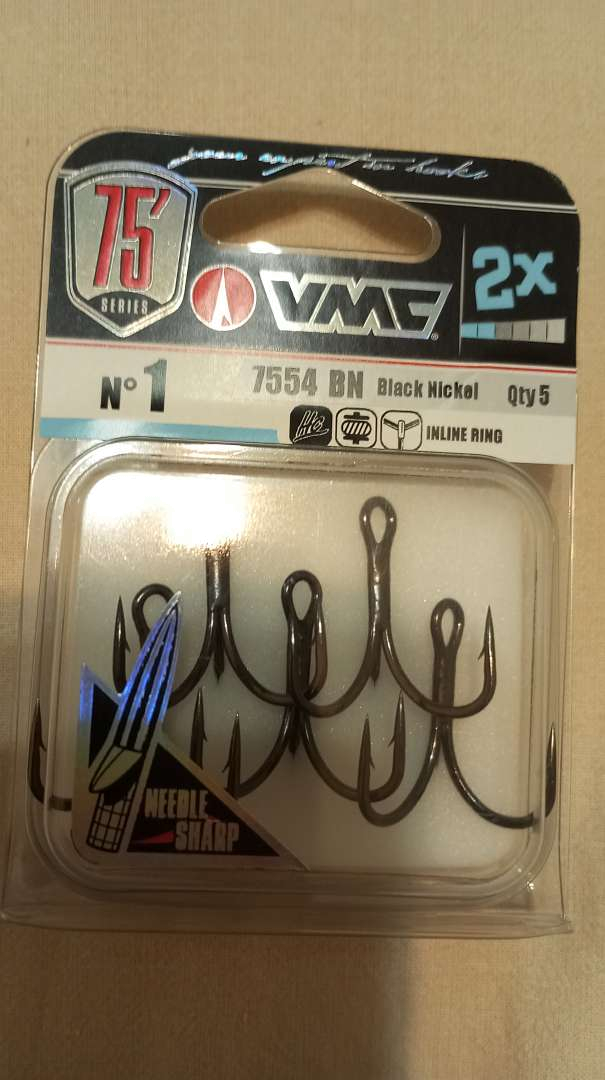 75'
SERIES
VMC
2x
N° 1
7554 BN Black Nickel Qty 5
INLINE RING
NEEDLE
SHARP